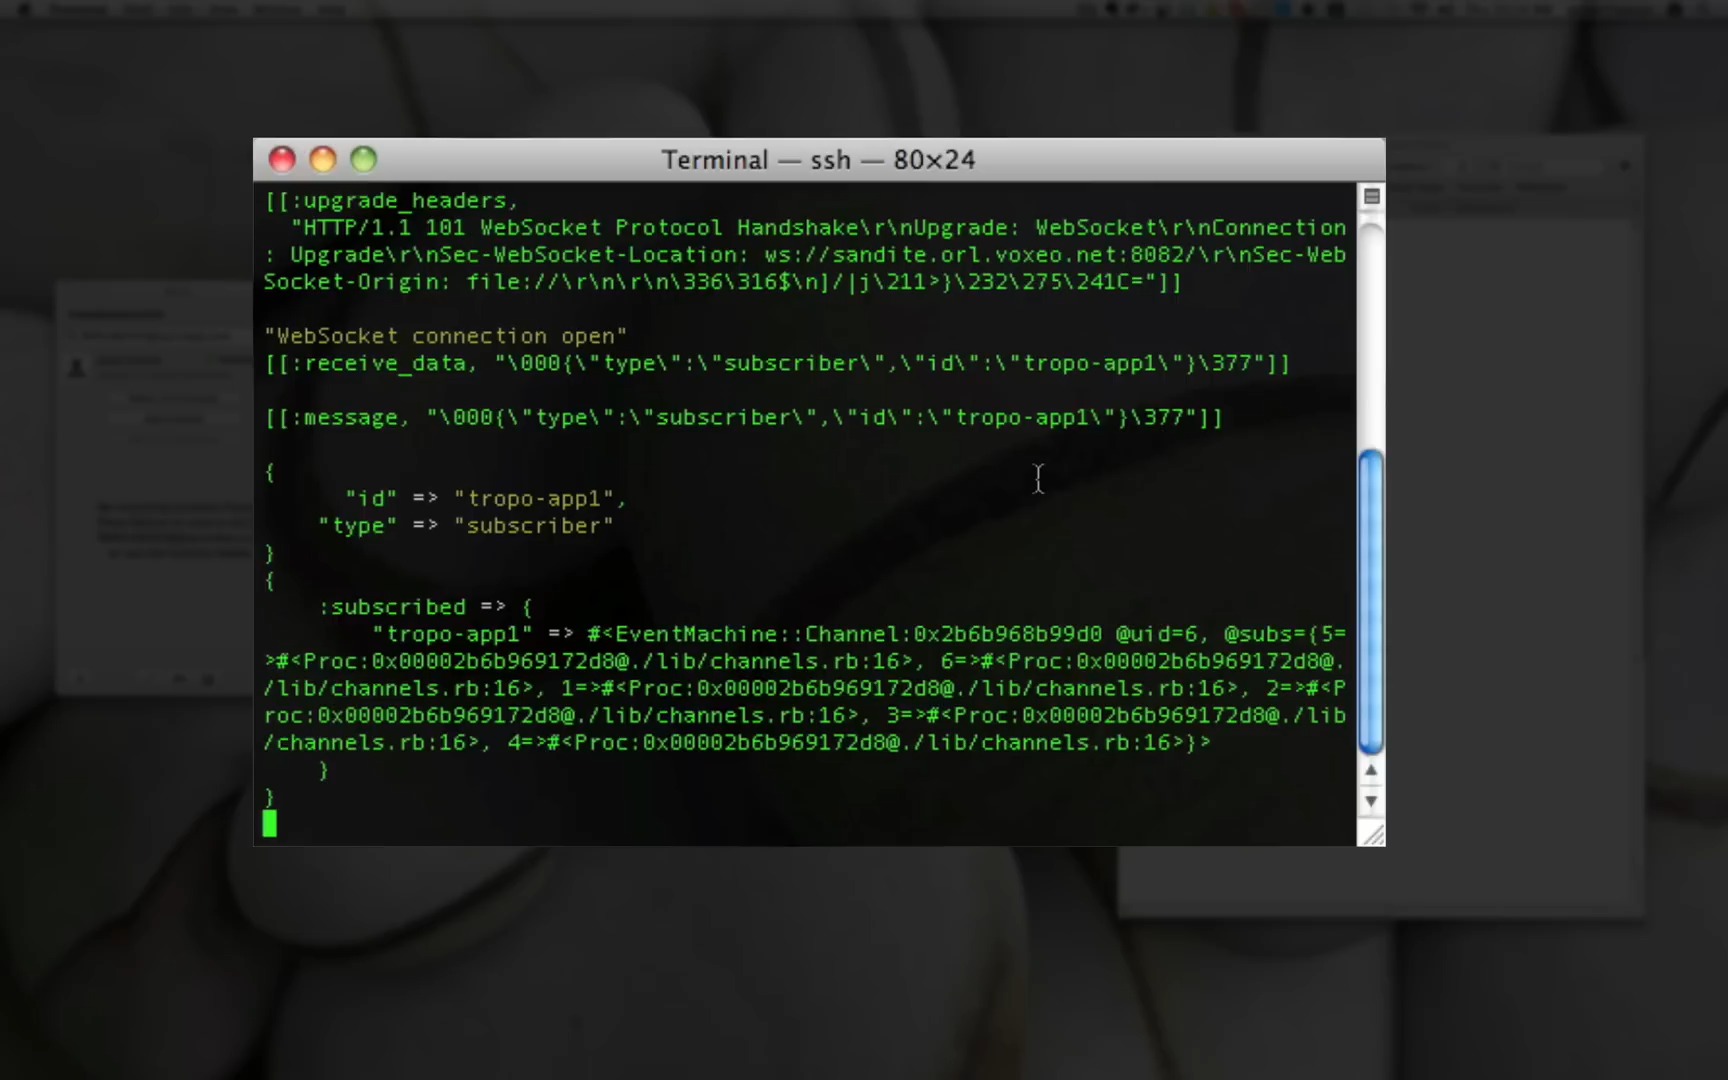 Terminal — ssh — 80×24
[[:upgrade_headers,
"HTTP/1.1 101 WebSocket Protocol Handshake\r\nUpgrade: WebSocket\r\nConnection
: Upgrade\r\nSec-WebSocket-Location: ws://sandite.orl.voxeo.net:8082/\r\nSec-Web
Socket-Origin: file://\r\n\r\n\336\316$\n]/|j\211>}\232\275\241C="]]
"WebSocket connection open"
[[:receive_data, "\000{\"type\":\"subscriber\",\"id\":\"tropo-app1\"}\377"]]
[[:message, "\000{\"type\":\"subscriber\",\"id\":\"tropo-app1\"}\377"]]
{
"id" => "tropo-app1",
"type" => "subscriber"
}
{
:subscribed => {
"tropo-app1" => #<EventMachine::Channel:0x2b6b968b99d0 @uid=6, @subs={5=
>#<Proc:0x00002b6b969172d8@./lib/channels.rb:16>, 6=>#<Proc:0x00002b6b969172d8@.
/lib/channels.rb:16>, 1=>#<Proc:0x00002b6b969172d8@./lib/channels.rb:16>, 2=>#<P
roc:0x00002b6b969172d8@./lib/channels.rb:16>, 3=>#<Proc:0x00002b6b969172d8@./lib
/channels.rb:16>, 4=>#<Proc:0x00002b6b969172d8@./lib/channels.rb:16>}>
}
}